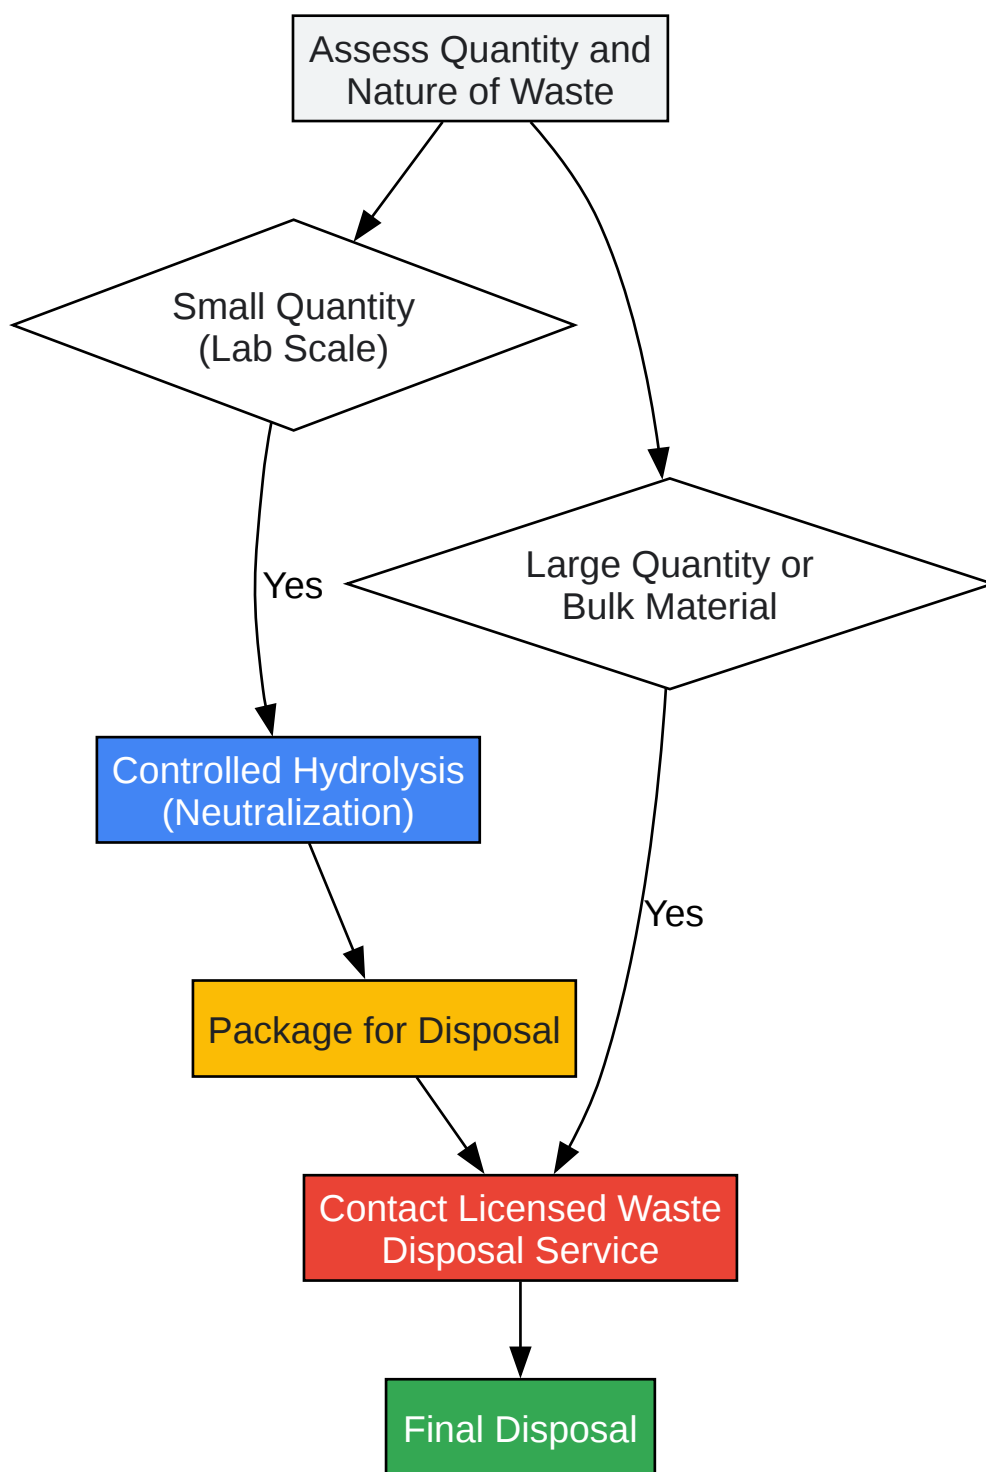 Assess Quantity and
Nature of Waste
Small Quantity
(Lab Scale)
Large Quantity or
Bulk Material
Yes
Controlled Hydrolysis
(Neutralization)
Yes
Package for Disposal
Contact Licensed Waste
Disposal Service
Final Disposal